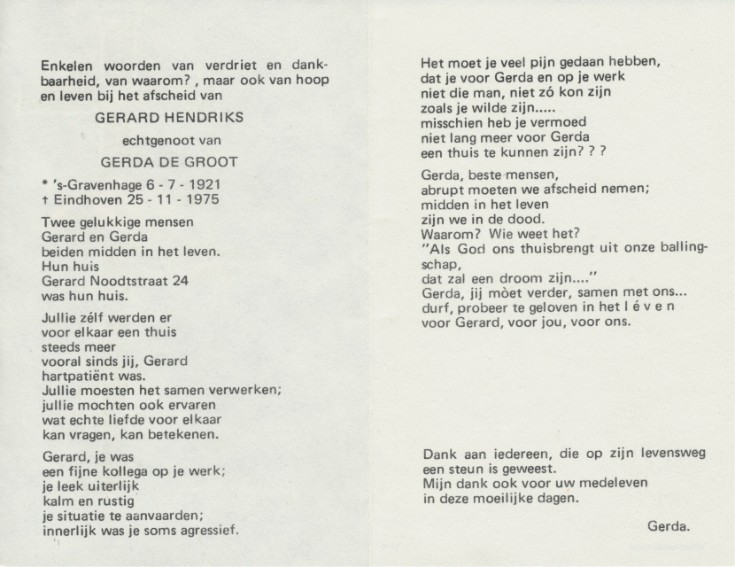 Enkelen woorden van verdriet en dank-
baarheid, van waarom? , maar ook van hoop
en leven bij het afscheid van
GERARD HENDRIKS
echtgenoot van
GERDA DE GROOT
* 's-Gravenhage 6 - 7 - 1921
† Eindhoven 25 - 11 - 1975
Twee gelukkige mensen
Gerard en Gerda
beiden midden in het leven.
Hun huis
Gerard Noodtstraat 24
was hun huis.
Jullie zélf werden er
voor elkaar een thuis
steeds meer
vooral sinds jij, Gerard
hartpatiënt was.
Jullie moesten het samen verwerken;
jullie mochten ook ervaren
wat echte liefde voor elkaar
kan vragen, kan betekenen.
Gerard, je was
een fijne kollega op je werk;
je leek uiterlijk
kalm en rustig
je situatie te aanvaarden;
innerlijk was je soms agressief.
Het moet je veel pijn gedaan hebben,
dat je voor Gerda en op je werk
niet die man, niet zó kon zijn
zoals je wilde zijn.....
misschien heb je vermoed
niet lang meer voor Gerda
een thuis te kunnen zijn? ? ?
Gerda, beste mensen,
abrupt moeten we afscheid nemen;
midden in het leven
zijn we in de dood.
Waarom? Wie weet het?
"Als God ons thuisbrengt uit onze balling-
schap,
dat zal een droom zijn...."
Gerda, jij mòet verder, samen met ons...
durf, probeer te geloven in het l é v e n
voor Gerard, voor jou, voor ons.
Dank aan iedereen, die op zijn levensweg
een steun is geweest.
Mijn dank ook voor uw medeleven
in deze moeilijke dagen.
Gerda.